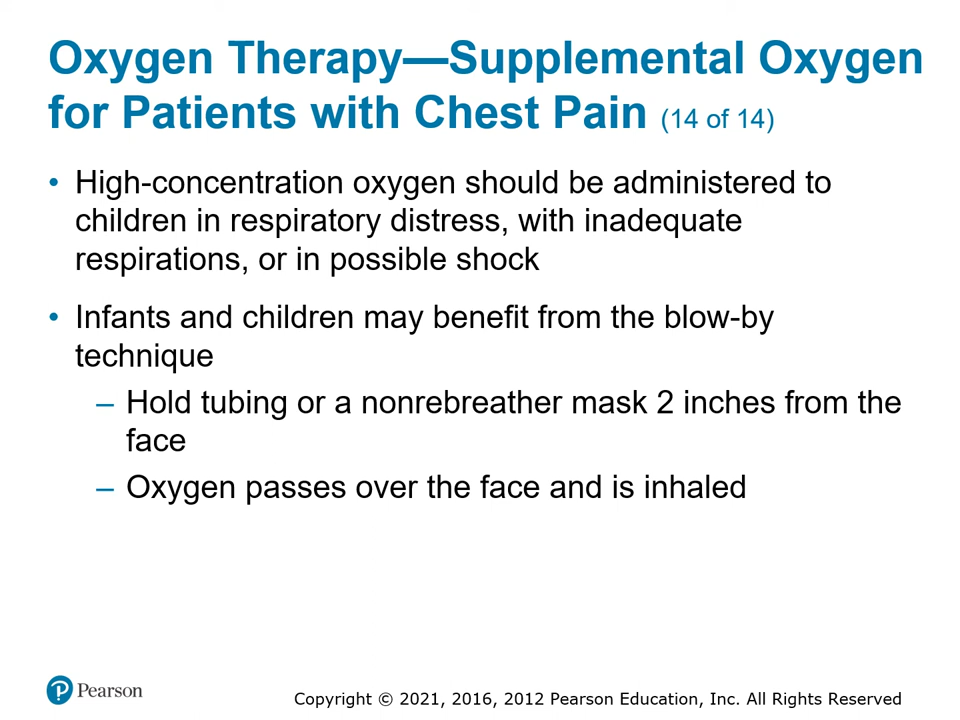 Oxygen Therapy—Supplemental Oxygen
for Patients with Chest Pain (14 of 14)
• High-concentration oxygen should be administered to
children in respiratory distress, with inadequate
respirations, or in possible shock
• Infants and children may benefit from the blow-by
technique
– Hold tubing or a nonrebreather mask 2 inches from the
face
– Oxygen passes over the face and is inhaled
Pearson
Copyright © 2021, 2016, 2012 Pearson Education, Inc. All Rights Reserved